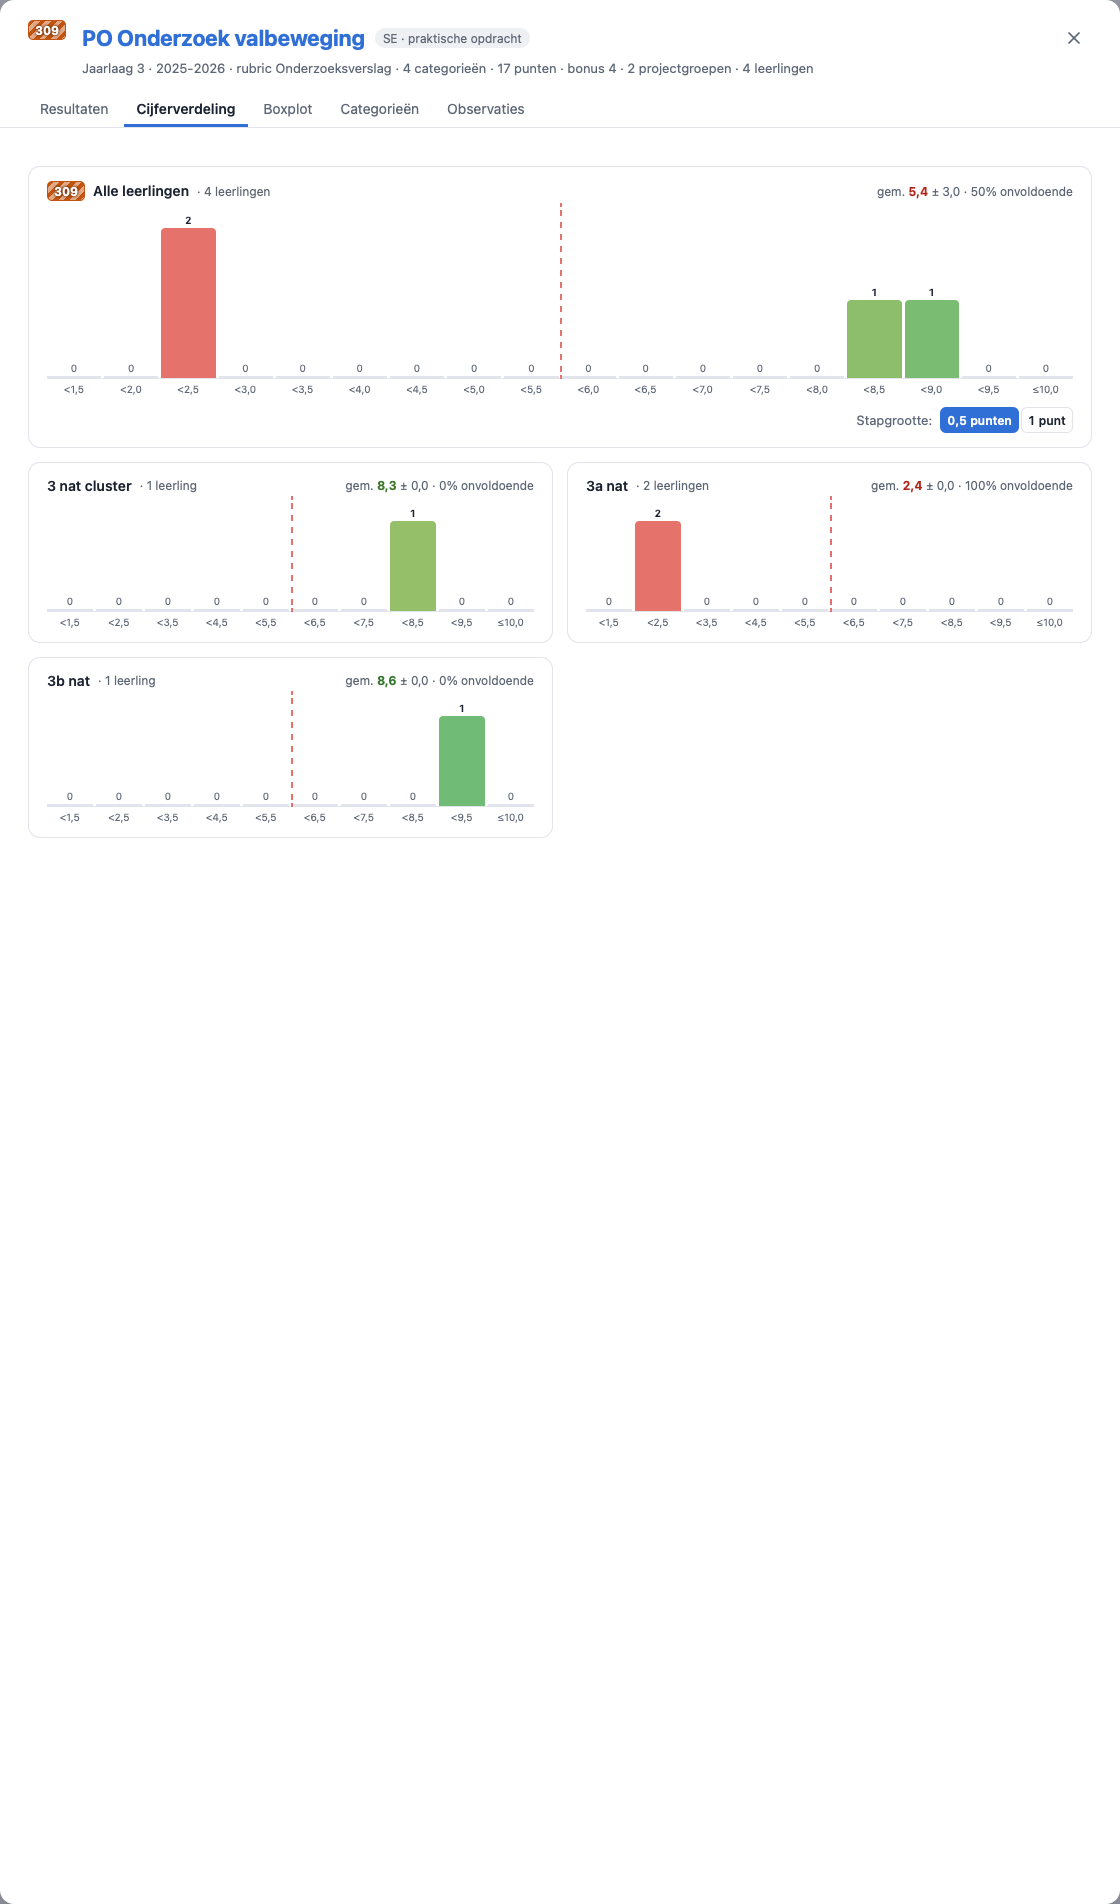 309 PO Onderzoek valbeweging SE · praktische opdracht
Jaarlaag 3 · 2025-2026 · rubric Onderzoeksverslag · 4 categorieën · 17 punten · bonus 4 · 2 projectgroepen · 4 leerlingen
Resultaten Cijferverdeling Boxplot Categorieën Observaties
309 Alle leerlingen · 4 leerlingen gem. 5,4 ± 3,0 · 50% onvoldoende
2
1 1
0 0 0 0 0 0 0 0 0 0 0 0 0 0 0
<1,5 <2,0 <2,5 <3,0 <3,5 <4,0 <4,5 <5,0 <5,5 <6,0 <6,5 <7,0 <7,5 <8,0 <8,5 <9,0 <9,5 ≤10,0
Stapgrootte: 0,5 punten 1 punt
3 nat cluster · 1 leerling gem. 8,3 ± 0,0 · 0% onvoldoende
1
0 0 0 0 0 0 0 0 0
<1,5 <2,5 <3,5 <4,5 <5,5 <6,5 <7,5 <8,5 <9,5 ≤10,0
3a nat · 2 leerlingen gem. 2,4 ± 0,0 · 100% onvoldoende
2
0 0 0 0 0 0 0 0 0
<1,5 <2,5 <3,5 <4,5 <5,5 <6,5 <7,5 <8,5 <9,5 ≤10,0
3b nat · 1 leerling gem. 8,6 ± 0,0 · 0% onvoldoende
1
0 0 0 0 0 0 0 0 0
<1,5 <2,5 <3,5 <4,5 <5,5 <6,5 <7,5 <8,5 <9,5 ≤10,0